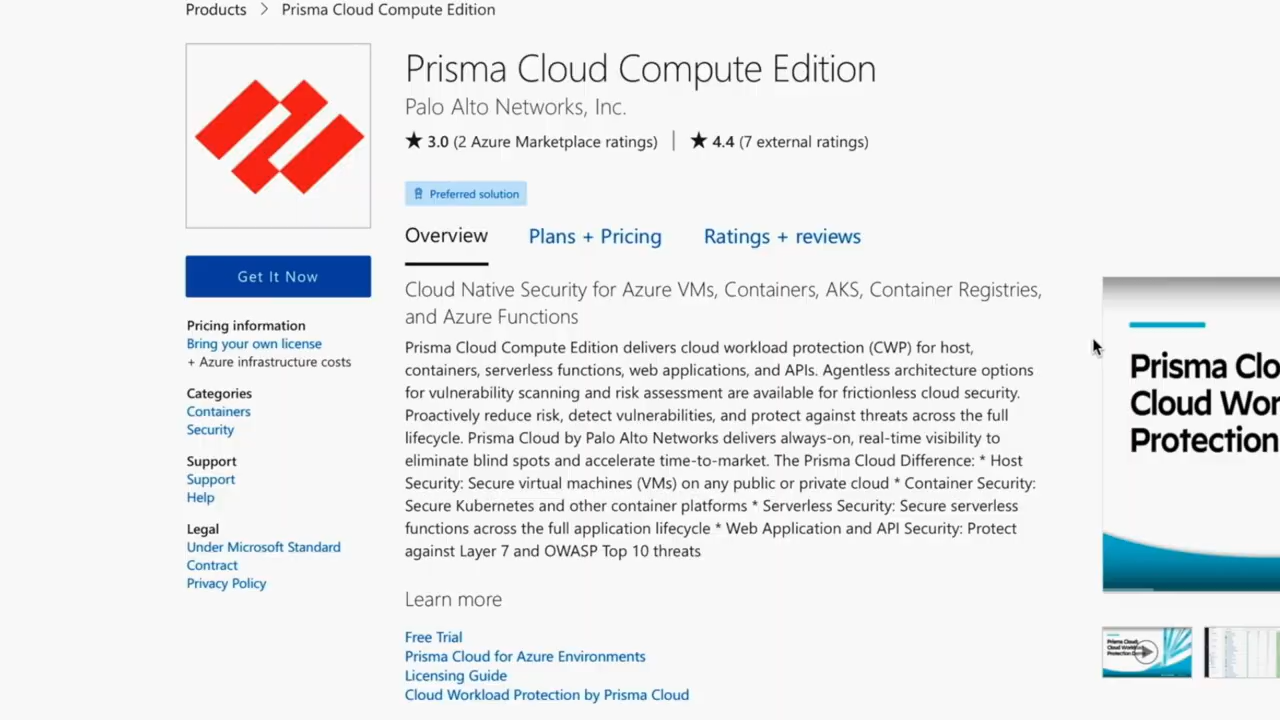 Products > Prisma Cloud Compute Edition
Prisma Cloud Compute Edition
Palo Alto Networks, Inc.
★ 3.0 (2 Azure Marketplace ratings) | ★ 4.4 (7 external ratings)
Preferred solution
Overview Plans + Pricing Ratings + reviews
Get It Now
Pricing information
Bring your own license
+ Azure infrastructure costs
Categories
Containers
Security
Support
Support
Help
Legal
Under Microsoft Standard
Contract
Privacy Policy
Cloud Native Security for Azure VMs, Containers, AKS, Container Registries,
and Azure Functions
Prisma Cloud Compute Edition delivers cloud workload protection (CWP) for host,
containers, serverless functions, web applications, and APIs. Agentless architecture options
for vulnerability scanning and risk assessment are available for frictionless cloud security.
Proactively reduce risk, detect vulnerabilities, and protect against threats across the full
lifecycle. Prisma Cloud by Palo Alto Networks delivers always-on, real-time visibility to
eliminate blind spots and accelerate time-to-market. The Prisma Cloud Difference: * Host
Security: Secure virtual machines (VMs) on any public or private cloud * Container Security:
Secure Kubernetes and other container platforms * Serverless Security: Secure serverless
functions across the full application lifecycle * Web Application and API Security: Protect
against Layer 7 and OWASP Top 10 threats
Learn more
Free Trial
Prisma Cloud for Azure Environments
Licensing Guide
Cloud Workload Protection by Prisma Cloud
Prisma Clo
Cloud Wor
Protection